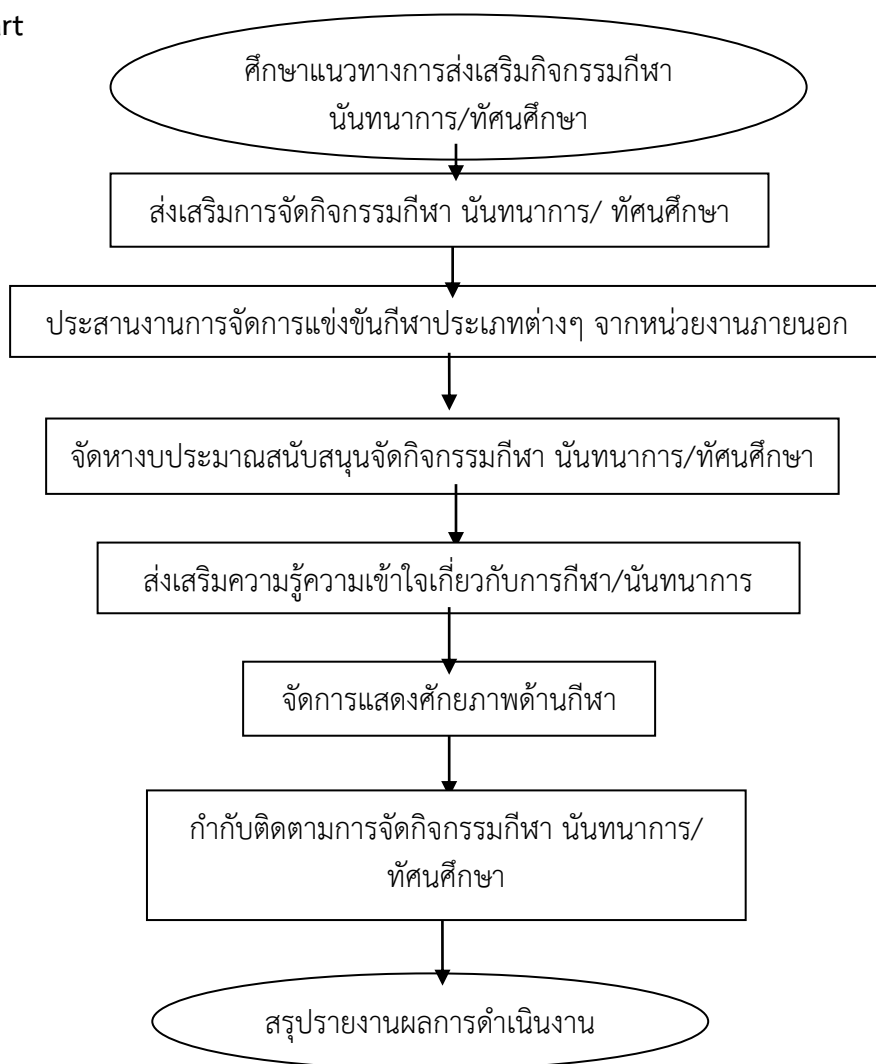 art
ศึกษาแนวทางการส่งเสริมกิจกรรมกีฬา
นันทนาการ/ทัศนศึกษา
ส่งเสริมการจัดกิจกรรมกีฬา นันทนาการ/ ทัศนศึกษา
ประสานงานการจัดการแข่งขันกีฬาประเภทต่างๆ จากหน่วยงานภายนอก
จัดหางบประมาณสนับสนุนจัดกิจกรรมกีฬา นันทนาการ/ทัศนศึกษา
ส่งเสริมความรู้ความเข้าใจเกี่ยวกับการกีฬา/นันทนาการ
จัดการแสดงศักยภาพด้านกีฬา
กำกับติดตามการจัดกิจกรรมกีฬา นันทนาการ/
ทัศนศึกษา
สรุปรายงานผลการดำเนินงาน